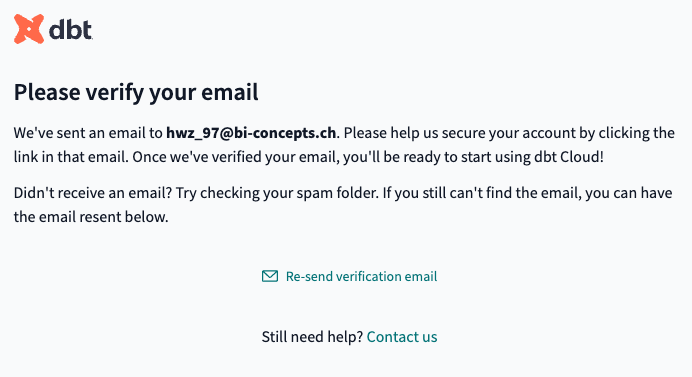 dbt
Please verify your email
We've sent an email to hwz_97@bi-concepts.ch. Please help us secure your account by clicking the
link in that email. Once we've verified your email, you'll be ready to start using dbt Cloud!
Didn't receive an email? Try checking your spam folder. If you still can't find the email, you can have
the email resent below.
Re-send verification email
Still need help? Contact us